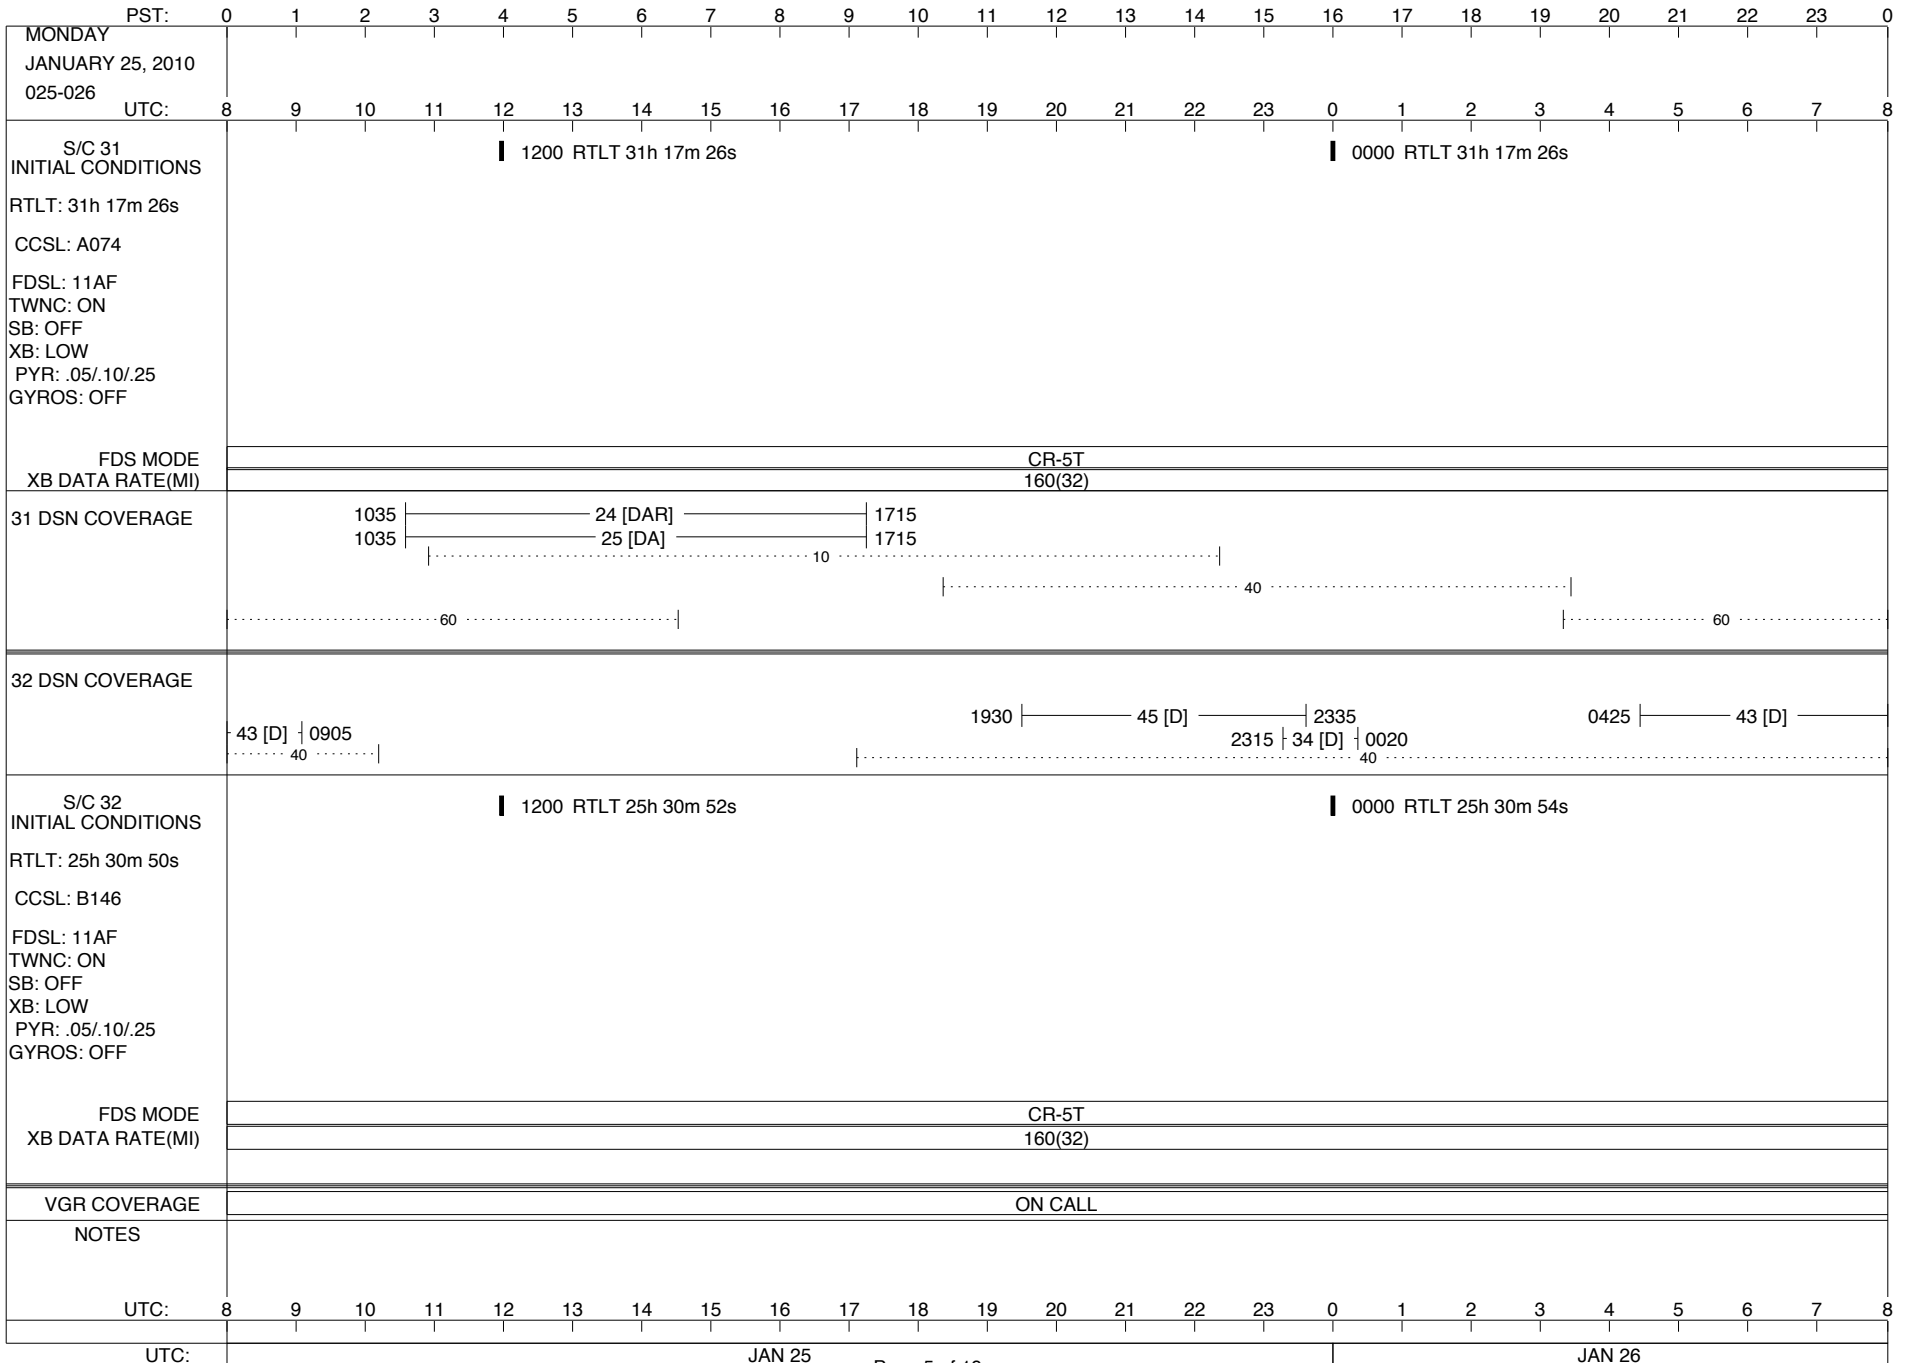 PST: 0 1 2 3 4 5 6 7 8 9 10 11 12 13 14 15 16 17 18 19 20 21 22 23 0
MONDAY
JANUARY 25, 2010
025-026
UTC: 8 9 10 11 12 13 14 15 16 17 18 19 20 21 22 23 0 1 2 3 4 5 6 7 8
S/C 31 1200 RTLT 31h 17m 26s 0000 RTLT 31h 17m 26s
INITIAL CONDITIONS
RTLT: 31h 17m 26s
CCSL: A074
FDSL: 11AF
TWNC: ON
SB: OFF
XB: LOW
PYR: .05/.10/.25
GYROS: OFF
FDS MODE CR-5T
XB DATA RATE(MI) 160(32)
31 DSN COVERAGE 1035 24 [DAR] 1715
1035 25 [DA] 1715
10
40
60 60
32 DSN COVERAGE
1930 45 [D] 2335 0425 43 [D]
43 [D] 0905 2315 34 [D] 0020
40 40
S/C 32 1200 RTLT 25h 30m 52s 0000 RTLT 25h 30m 54s
INITIAL CONDITIONS
RTLT: 25h 30m 50s
CCSL: B146
FDSL: 11AF
TWNC: ON
SB: OFF
XB: LOW
PYR: .05/.10/.25
GYROS: OFF
FDS MODE CR-5T
XB DATA RATE(MI) 160(32)
VGR COVERAGE ON CALL
NOTES
UTC: 8 9 10 11 12 13 14 15 16 17 18 19 20 21 22 23 0 1 2 3 4 5 6 7 8
UTC: JAN 25 JAN 26